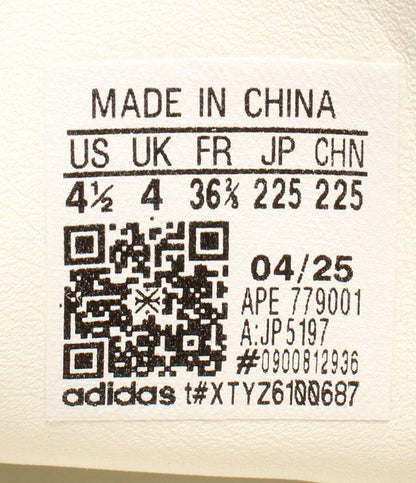 MADE IN CHINA
US UK FR JP CHN
4½ 4 36⅔ 225 225
04/25
APE 779001
A:JP5197
#0900812936
adidas t#XTYZ6100687